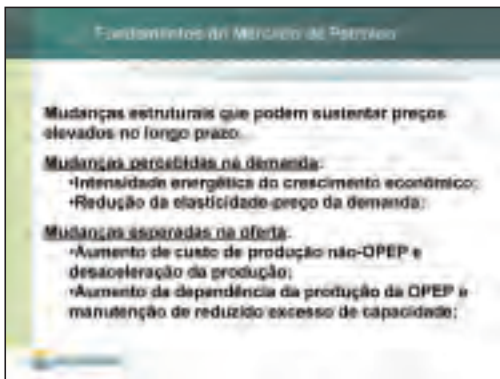 Fundamentos do Mercado de Petróleo
Mudanças estruturais que podem sustentar preços
elevados no longo prazo.
Mudanças percebidas na demanda:
•Intensidade energética do crescimento econômico;
•Redução da elasticidade-preço da demanda;
Mudanças esperadas na oferta:
•Aumento de custo de produção não-OPEP e
desaceleração da produção;
•Aumento da dependência da produção da OPEP e
manutenção de reduzido excesso de capacidade;